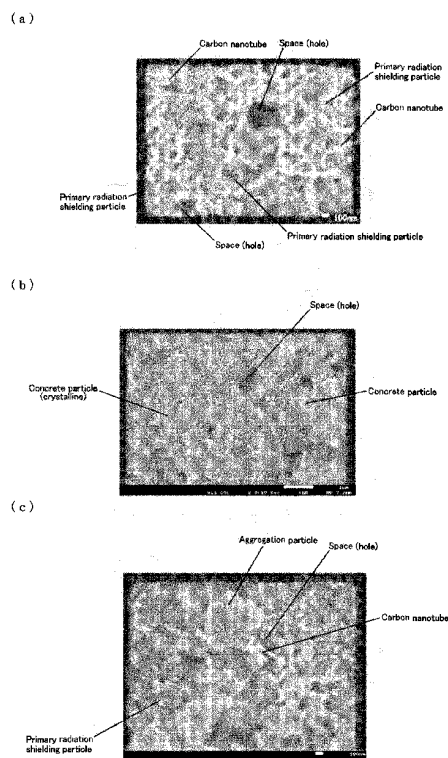 (a)
Carbon nanotube
Space (hole)
Primary radiation
shielding particle
Carbon nanotube
Primary radiation
shielding particle
Space (hole)
Primary radiation shielding particle
100nm
(b)
Space (hole)
Concrete particle
(crystalline)
Concrete particle
(c)
Aggregation particle
Space (hole)
Carbon nanotube
Primary radiation
shielding particle